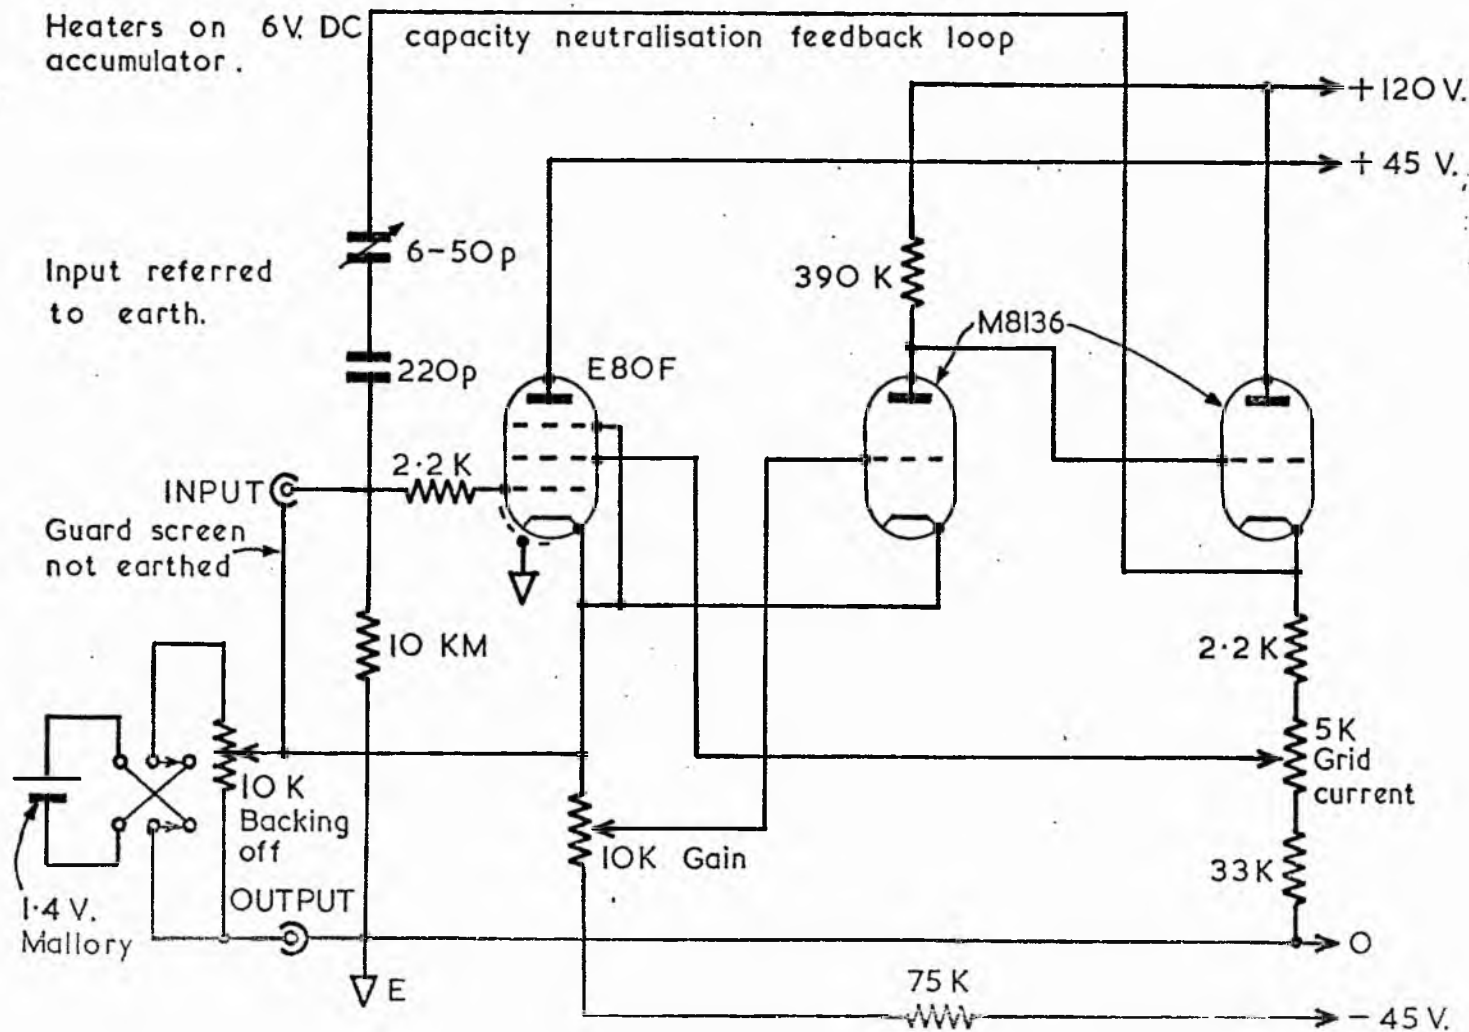 Heaters on 6V. DC
accumulator.
capacity neutralisation feedback loop
+120 V.
+ 45 V.
6-50p
390 K
Input referred
to earth.
M8136
220p
E80F
2·2 K
INPUT
Guard screen
not earthed
10 KM
2·2 K
5K
Grid
current
10 K
Backing
off
10K Gain
33K
1·4 V.
Mallory
OUTPUT
0
E
75 K
- 45 V.